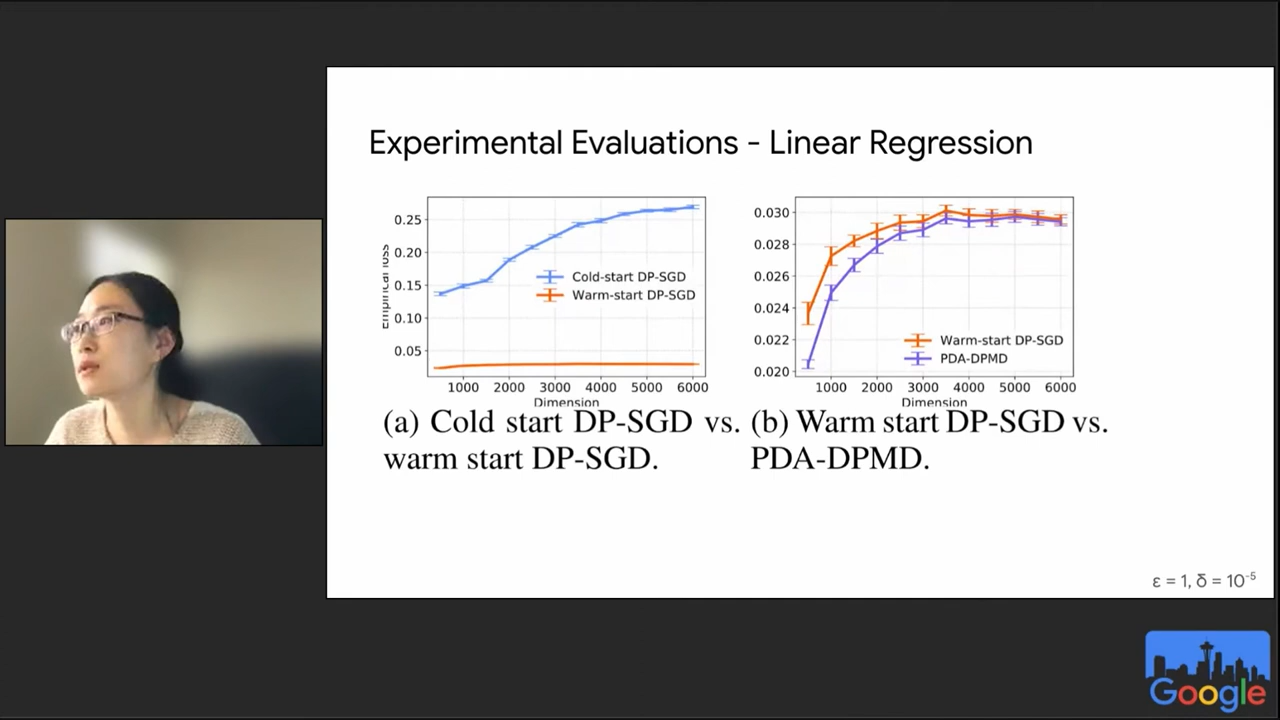 Experimental Evaluations - Linear Regression
0.25
0.20
0.15
0.10
0.05
Empirical loss
Cold-start DP-SGD
Warm-start DP-SGD
1000 2000 3000 4000 5000 6000
Dimension
0.030
0.028
0.026
0.024
0.022
0.020
Warm-start DP-SGD
PDA-DPMD
1000 2000 3000 4000 5000 6000
Dimension
(a) Cold start DP-SGD vs.
warm start DP-SGD.
(b) Warm start DP-SGD vs.
PDA-DPMD.
ε = 1, δ = 10⁻⁵
Google